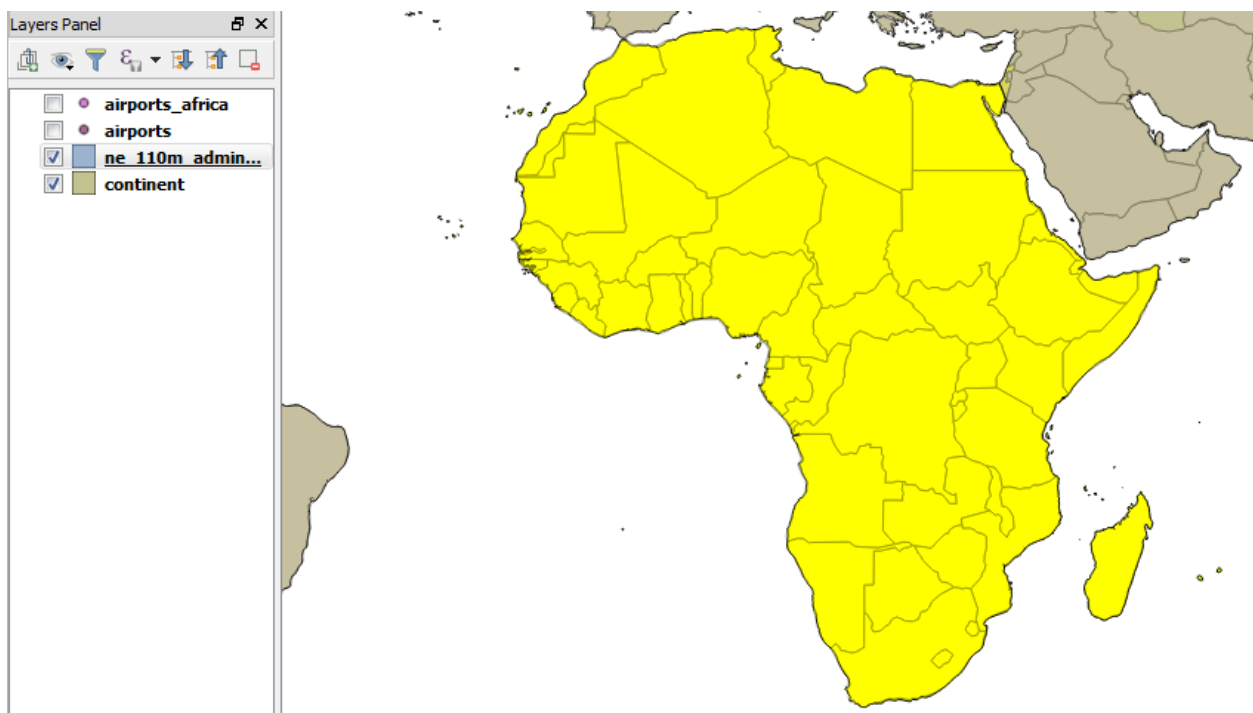 Layers Panel
airports_africa
airports
ne_110m_admin...
continent